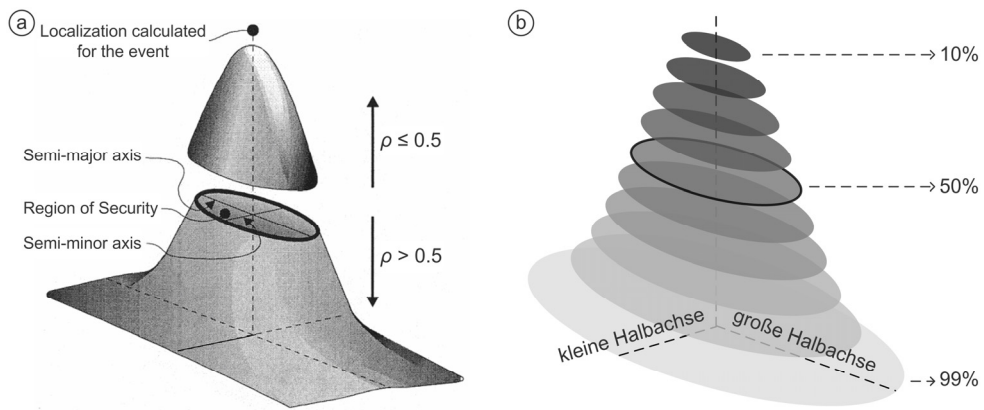 a
Localization calculated
for the event
ρ ≤ 0.5
Semi-major axis
Region of Security
Semi-minor axis
ρ > 0.5
b
10%
50%
kleine Halbachse
große Halbachse
99%